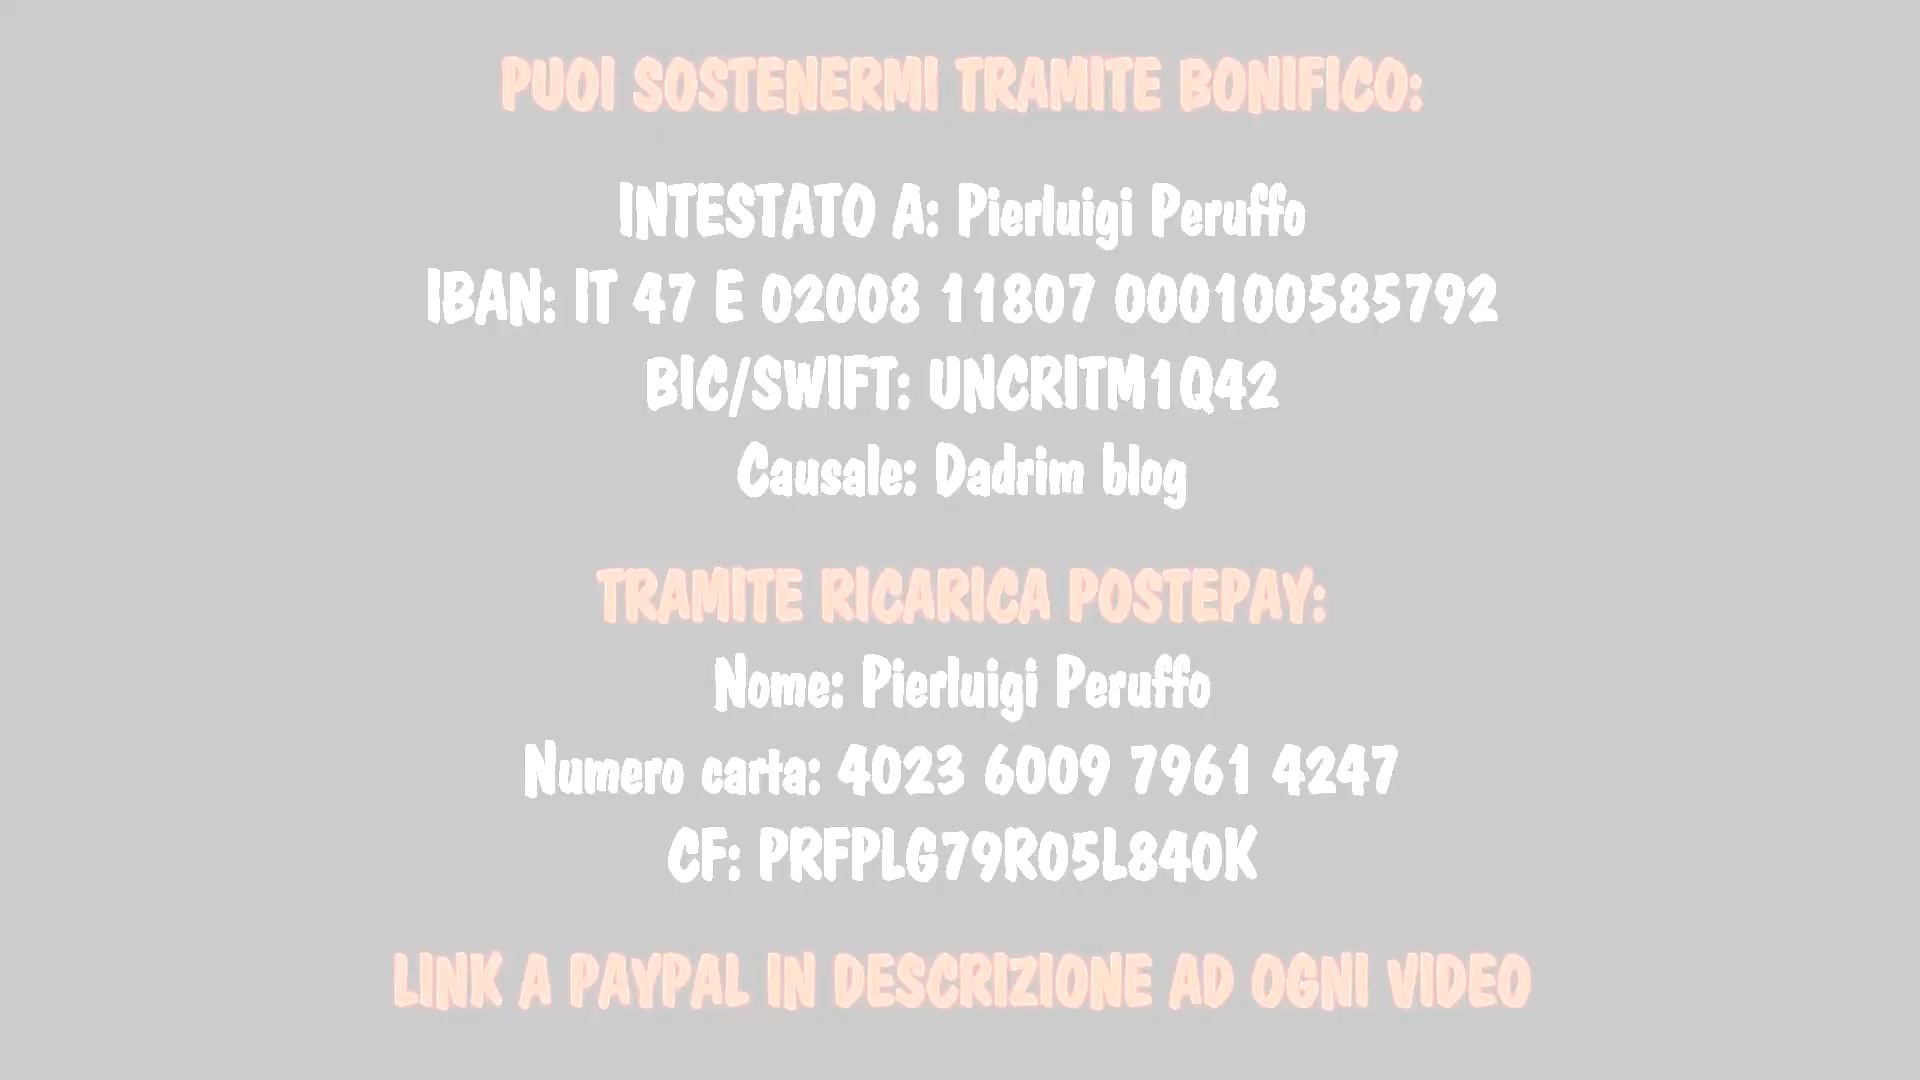 PUOI SOSTENERMI TRAMITE BONIFICO:
INTESTATO A: Pierluigi Peruffo
IBAN: IT 47 E 02008 11807 000100585792
BIC/SWIFT: UNCRITM1Q42
Causale: Dadrim blog
TRAMITE RICARICA POSTEPAY:
Nome: Pierluigi Peruffo
Numero carta: 4023 6009 7961 4247
CF: PRFPLG79R05L840K
LINK A PAYPAL IN DESCRIZIONE AD OGNI VIDEO